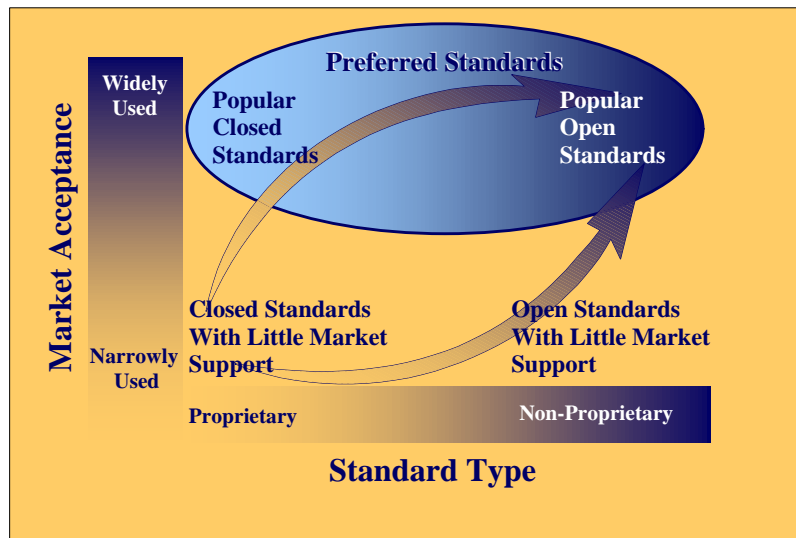 Preferred Standards
Widely
Used
Popular
Closed
Standards
Popular
Open
Standards
Market Acceptance
Closed Standards
With Little Market
Support
Open Standards
With Little Market
Support
Narrowly
Used
Proprietary
Non-Proprietary
Standard Type